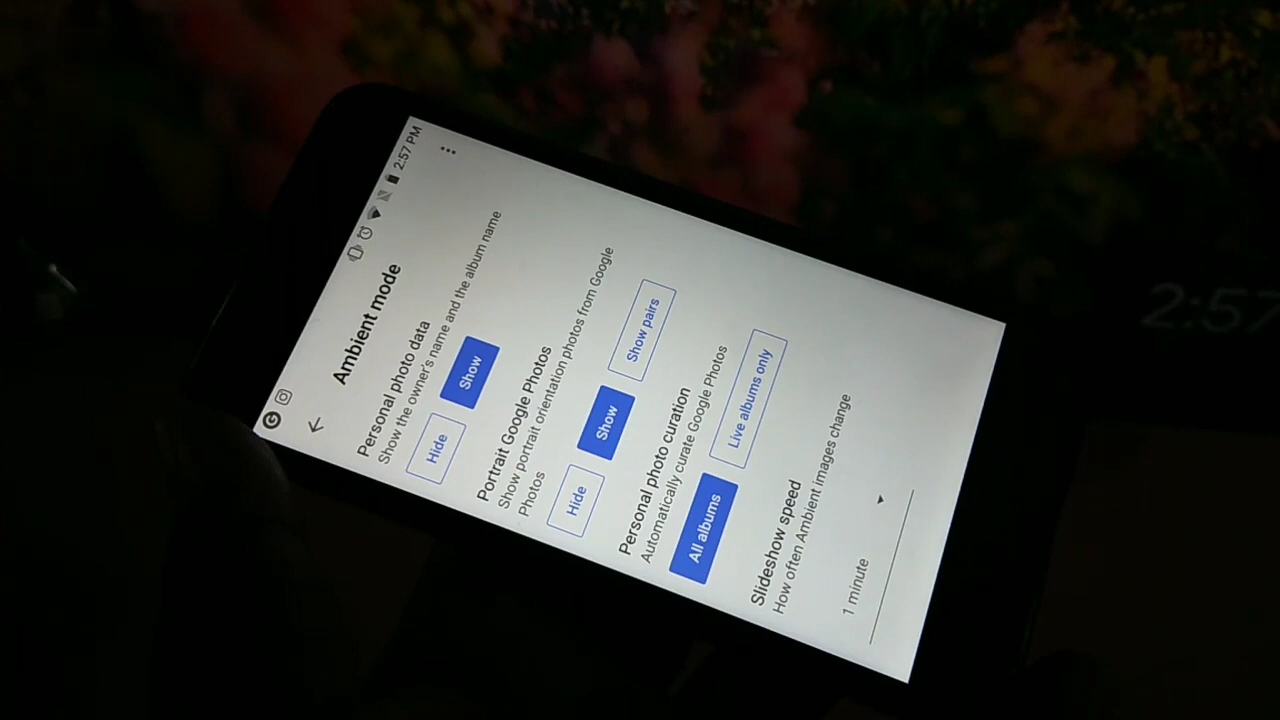 2:57 PM
Ambient mode
Personal photo data
Show the owner's name and the album name
Hide
Show
Portrait Google Photos
Show portrait orientation photos from Google
Photos
Hide
Show
Show pairs
Personal photo curation
Automatically curate Google Photos
All albums
Live albums only
Slideshow speed
How often Ambient images change
1 minute
2:57